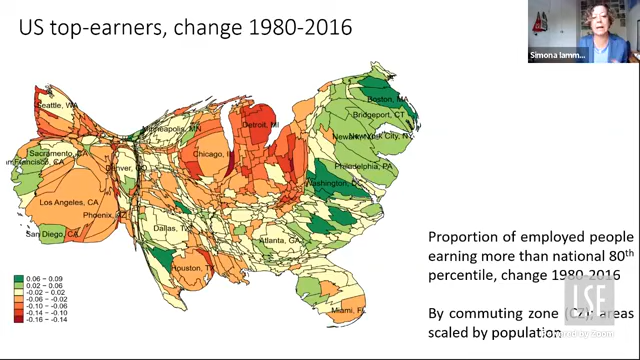 US top-earners, change 1980-2016
Simona Iamm...
Seattle, WA
Minneapolis, MN
Boston, MA
Bridgeport, CT
Detroit, MI
New York City, NY
Sacramento, CA
Chicago, IL
San Francisco, CA
Denver, CO
Philadelphia, PA
Washington, DC
Los Angeles, CA
Phoenix, AZ
Dallas, TX
San Diego, CA
Atlanta, GA
Houston, TX
Miami, FL
0.06 – 0.09
0.02 – 0.06
-0.02 – 0.02
-0.06 – -0.02
-0.10 – -0.06
-0.14 – -0.10
-0.16 – -0.14
Proportion of employed people
earning more than national 80th
percentile, change 1980-2016
By commuting zone (CZ); areas
scaled by population
LSE
Powered by Zoom